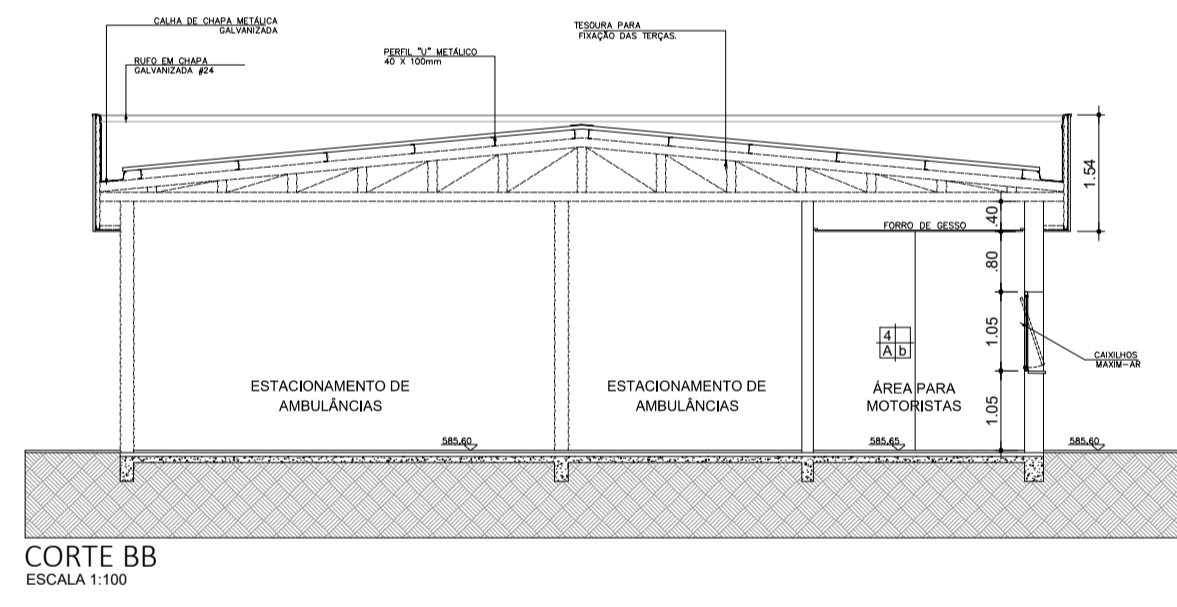 CALHA DE CHAPA METÁLICA
GALVANIZADA
RUFO EM CHAPA
GALVANIZADA #24
PERFIL "U" METÁLICO
40 X 100mm
TESOURA PARA
FIXAÇÃO DAS TERÇAS.
1.54
.40
FORRO DE GESSO
.80
1.05
4
A b
CAIXILHOS
MAXIM-AR
ESTACIONAMENTO DE
AMBULÂNCIAS
ESTACIONAMENTO DE
AMBULÂNCIAS
ÁREA PARA
MOTORISTAS
1.05
585,60
585,65
585,60
CORTE BB
ESCALA 1:100